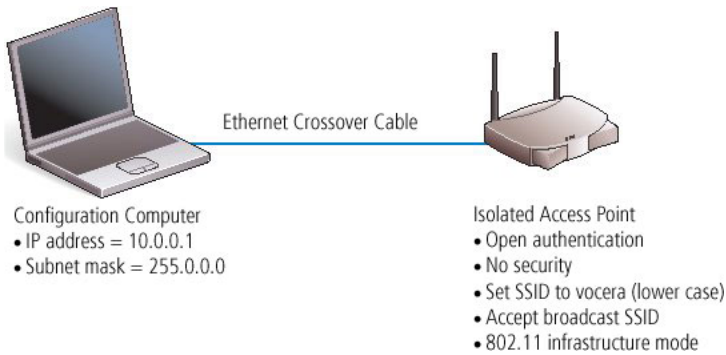 Ethernet Crossover Cable
Configuration Computer
• IP address = 10.0.0.1
• Subnet mask = 255.0.0.0
Isolated Access Point
• Open authentication
• No security
• Set SSID to vocera (lower case)
• Accept broadcast SSID
• 802.11 infrastructure mode